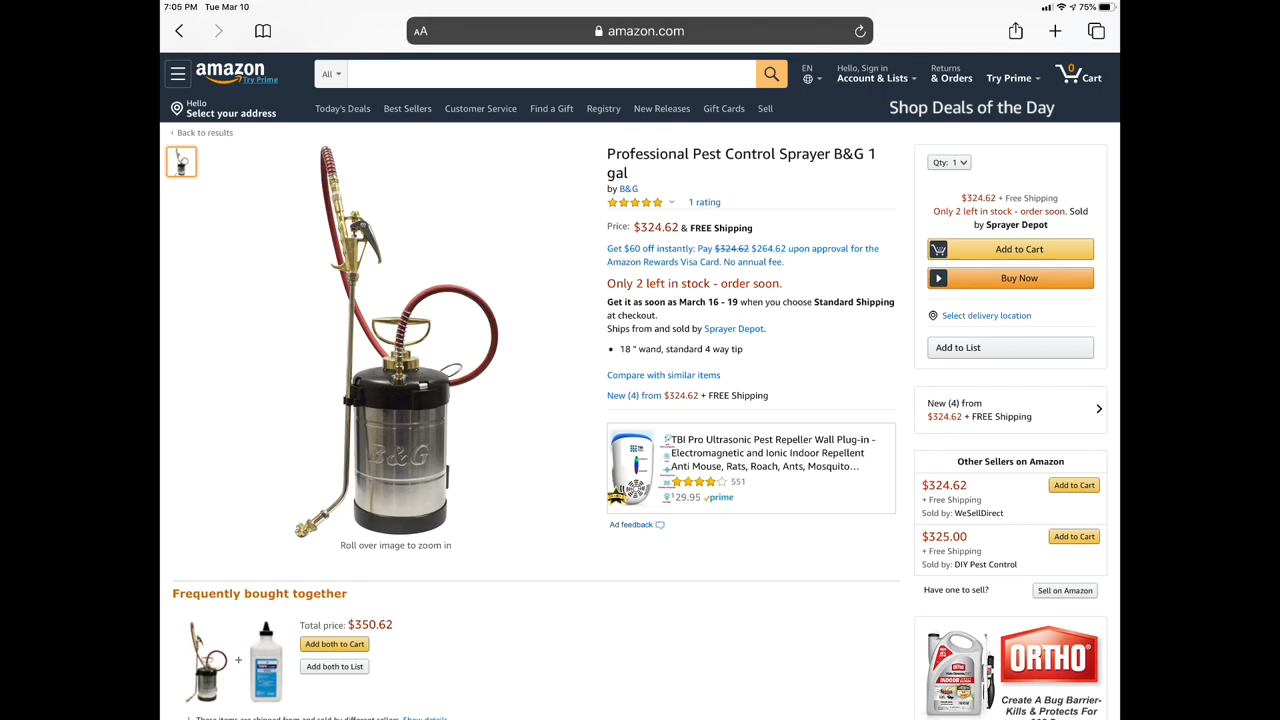 7:05 PM Tue Mar 10
75%
AA
amazon.com
amazon
Try Prime
All
EN
Hello, Sign in
Account & Lists
Returns
& Orders
Try Prime
0
Cart
Hello
Select your address
Today's Deals Best Sellers Customer Service Find a Gift Registry New Releases Gift Cards Sell
Shop Deals of the Day
‹ Back to results
B&G
Roll over image to zoom in
Professional Pest Control Sprayer B&G 1
gal
by B&G
1 rating
Price: $324.62 & FREE Shipping
Get $60 off instantly: Pay $324.62 $264.62 upon approval for the
Amazon Rewards Visa Card. No annual fee.
Only 2 left in stock - order soon.
Get it as soon as March 16 - 19 when you choose Standard Shipping
at checkout.
Ships from and sold by Sprayer Depot.
• 18 " wand, standard 4 way tip
Compare with similar items
New (4) from $324.62 + FREE Shipping
TBI Pro Ultrasonic Pest Repeller Wall Plug-in -
Electromagnetic and Ionic Indoor Repellent
Anti Mouse, Rats, Roach, Ants, Mosquito…
551
$29.95 prime
Ad feedback
Qty: 1
$324.62 + Free Shipping
Only 2 left in stock - order soon. Sold
by Sprayer Depot
Add to Cart
Buy Now
Select delivery location
Add to List
New (4) from
$324.62 + FREE Shipping
Other Sellers on Amazon
$324.62
Add to Cart
+ Free Shipping
Sold by: WeSellDirect
$325.00
Add to Cart
+ Free Shipping
Sold by: DIY Pest Control
Have one to sell?
Sell on Amazon
Frequently bought together
Total price: $350.62
Add both to Cart
Add both to List
+
These items are shipped from and sold by different sellers. Show details
ORTHO
ORTHO
Create A Bug Barrier-
Kills & Protects For